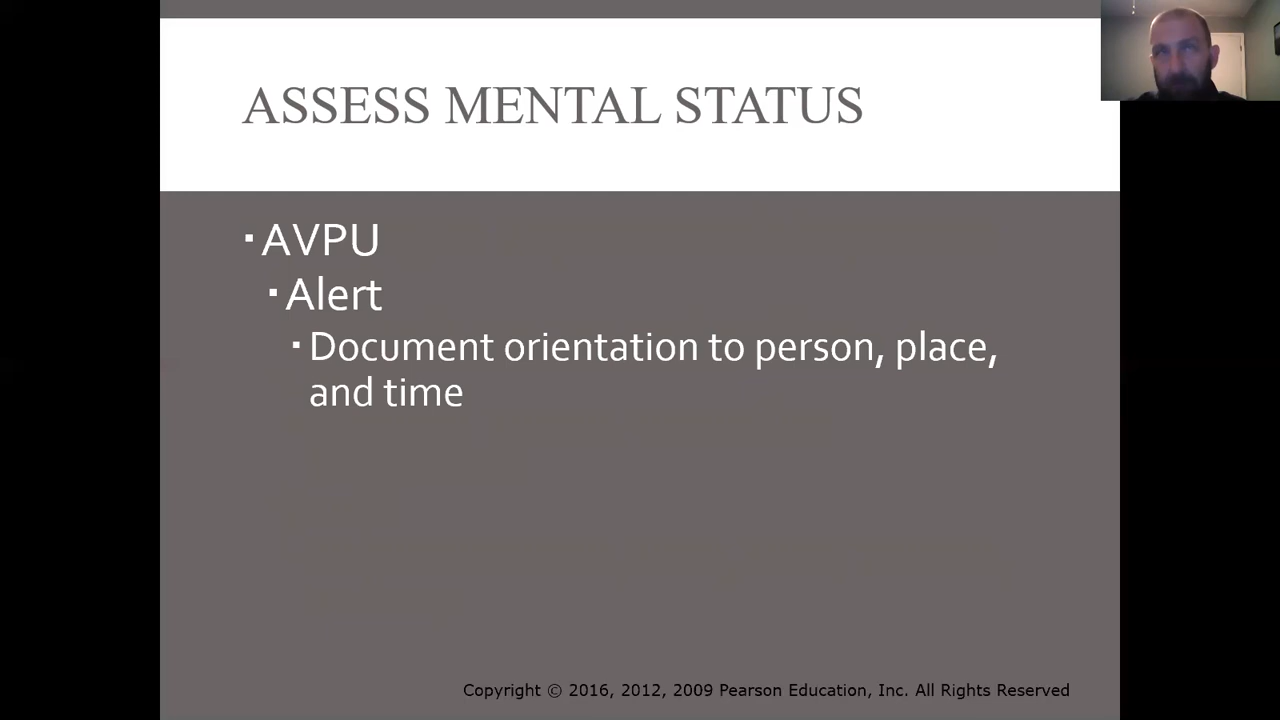 ASSESS MENTAL STATUS
▪AVPU
▪Alert
▪Document orientation to person, place,
and time
Copyright © 2016, 2012, 2009 Pearson Education, Inc. All Rights Reserved